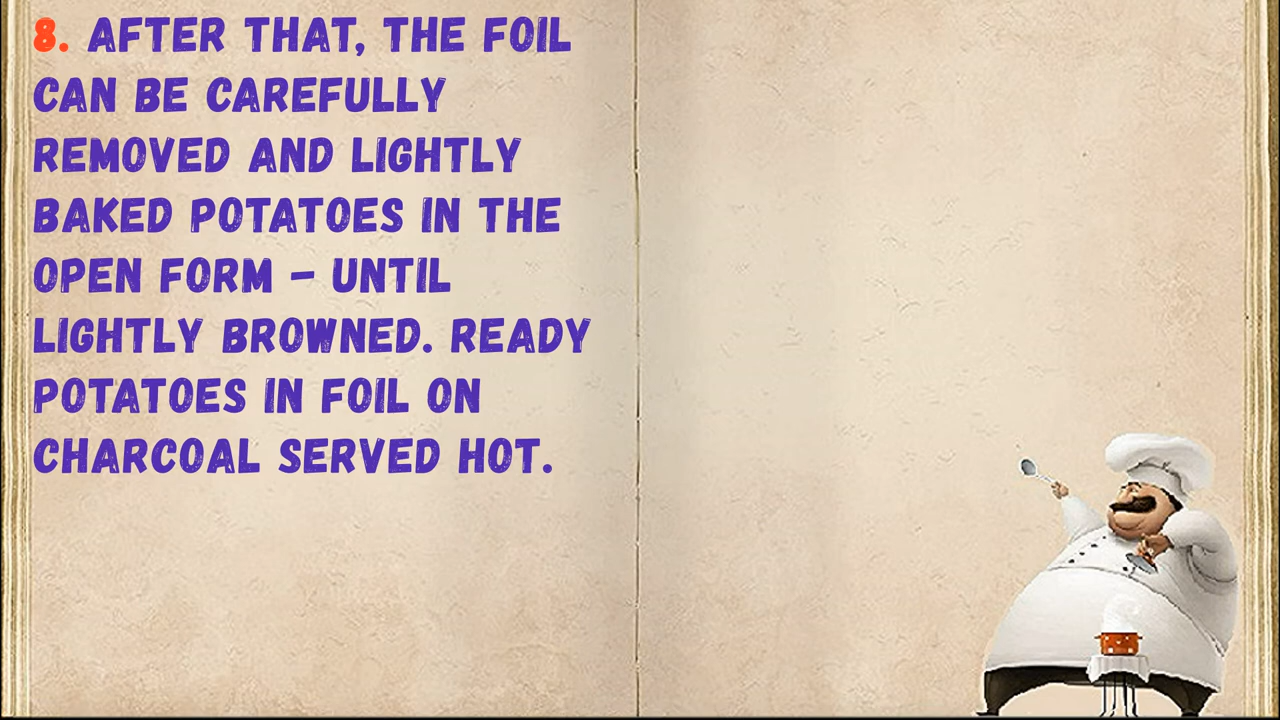 8. AFTER THAT, THE FOIL
CAN BE CAREFULLY
REMOVED AND LIGHTLY
BAKED POTATOES IN THE
OPEN FORM – UNTIL
LIGHTLY BROWNED. READY
POTATOES IN FOIL ON
CHARCOAL SERVED HOT.